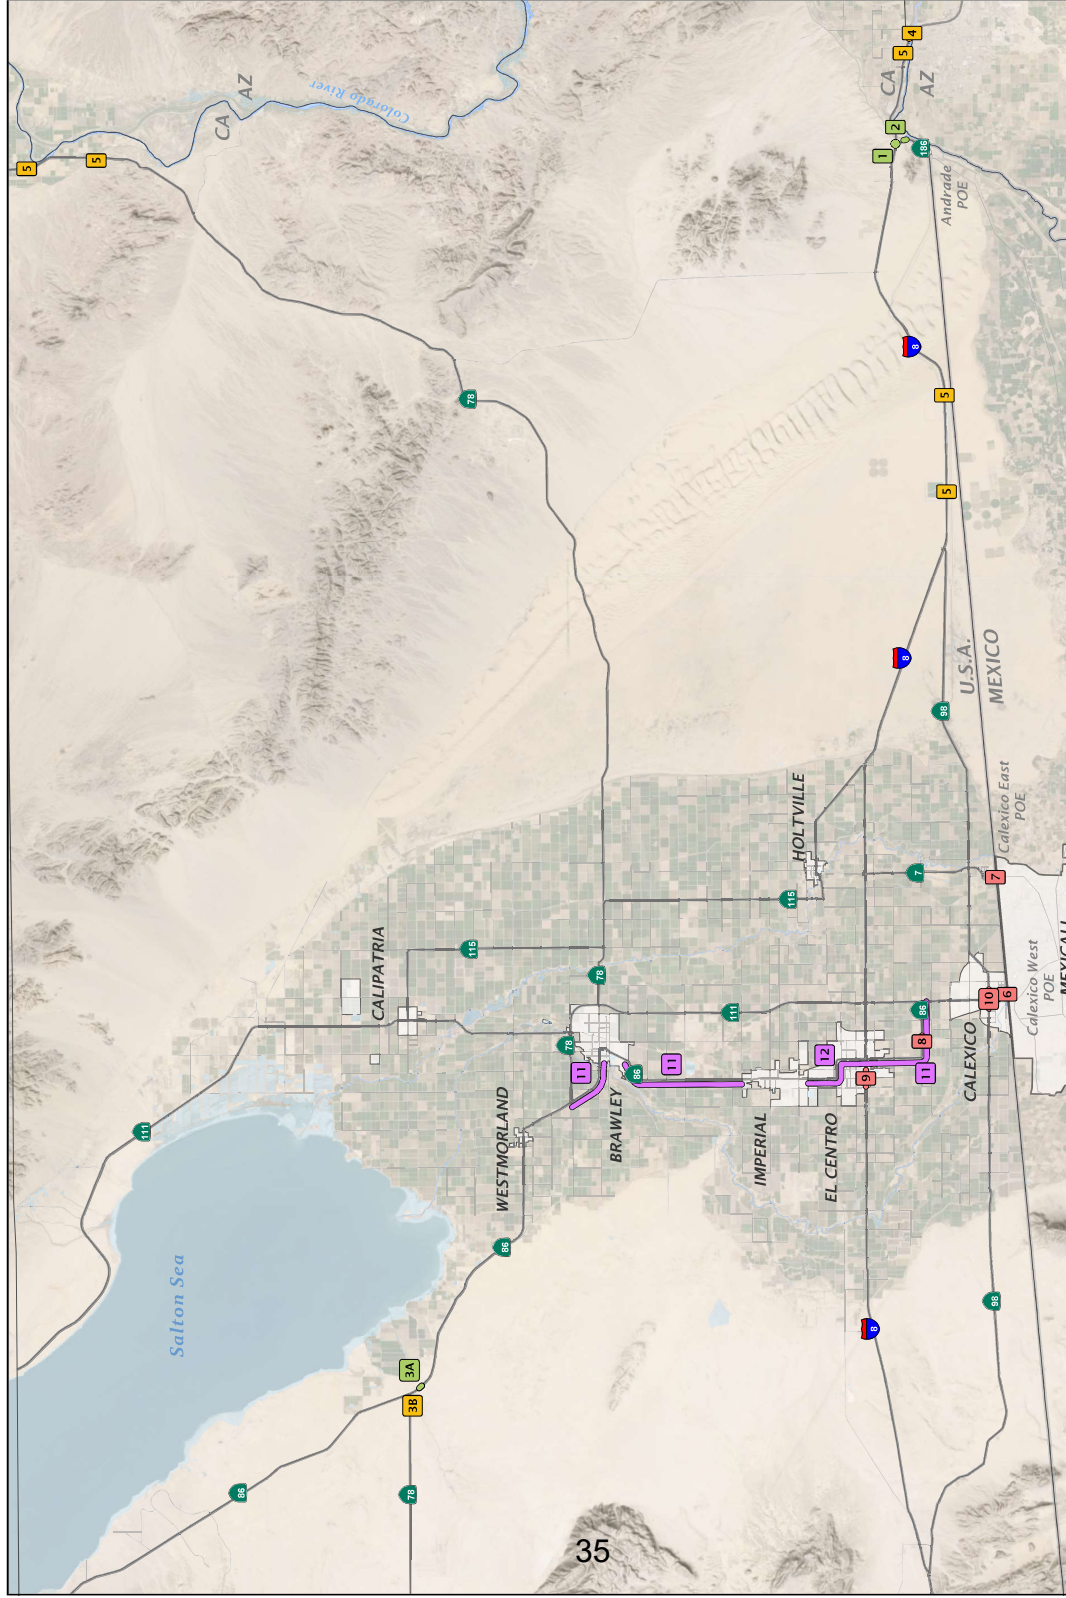 5
5
CA
AZ
Colorado River
4
5
CA
AZ
2
1
186
Andrade
POE
8
5
78
5
U.S.A.
MEXICO
8
98
HOLTVILLE
Calexico East
POE
7
7
115
CALIPATRIA
115
78
111
86
10
6
Calexico West
POE
MEXICALI
78
11
86
11
12
8
9
11
CALEXICO
111
WESTMORLAND
BRAWLEY
IMPERIAL
EL CENTRO
86
Salton Sea
98
8
3A
3B
86
78
35